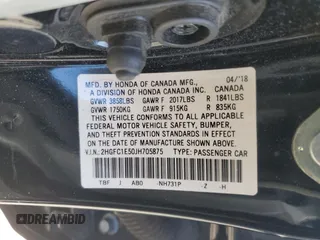 MFD. BY HONDA OF CANADA MFG., 04/'18
A DIVISION OF HONDA CANADA INC. CANADA
GVWR 3858LBS GAWR F 2017LBS R 1841LBS
GVWR 1750KG GAWR F 915KG R 835KG
THIS VEHICLE CONFORMS TO ALL APPLICABLE
FEDERAL MOTOR VEHICLE SAFETY, BUMPER,
AND THEFT PREVENTION STANDARDS IN EFFECT
ON THE DATE OF MANUFACTURE SHOWN ABOVE.
V.I.N.: 2HGFC1E50JH705875 TYPE: PASSENGER CAR
TBF J AB0 NH731P -Z -H